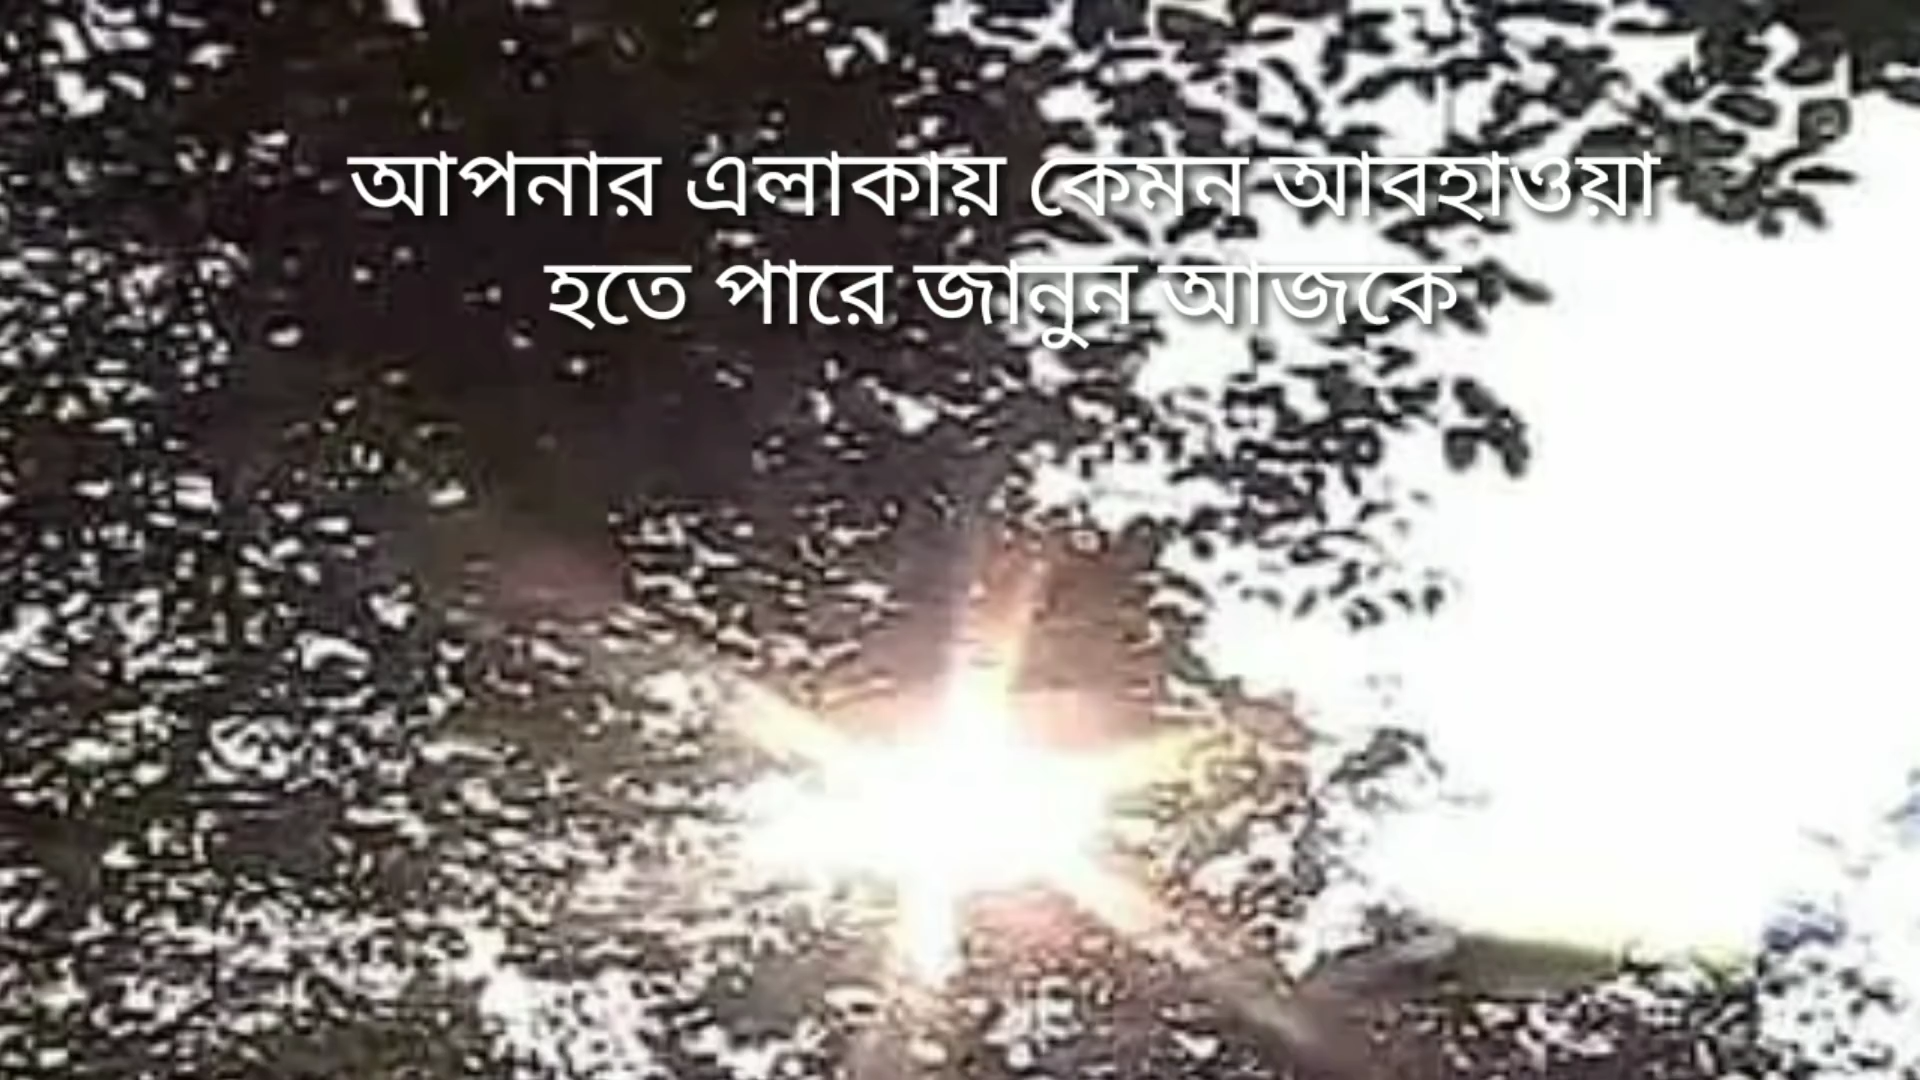 আপনার এলাকায় কেমন আবহাওয়া
হতে পারে জানুন আজকে